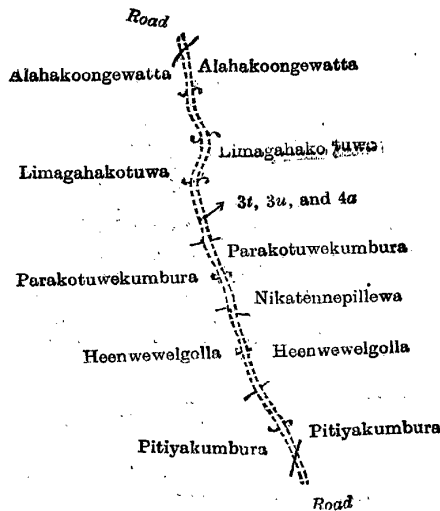 Road
Alahakoongewatta Alahakoongewatta
Limagahakotuwa
Limagahakotuwa
3t, 3u, and 4a
Parakotuwekumbura
Parakotuwekumbura
Nikatennepillewa
Heenwewelgolla Heenwewelgolla
Pitiyakumbura
Pitiyakumbura
Road